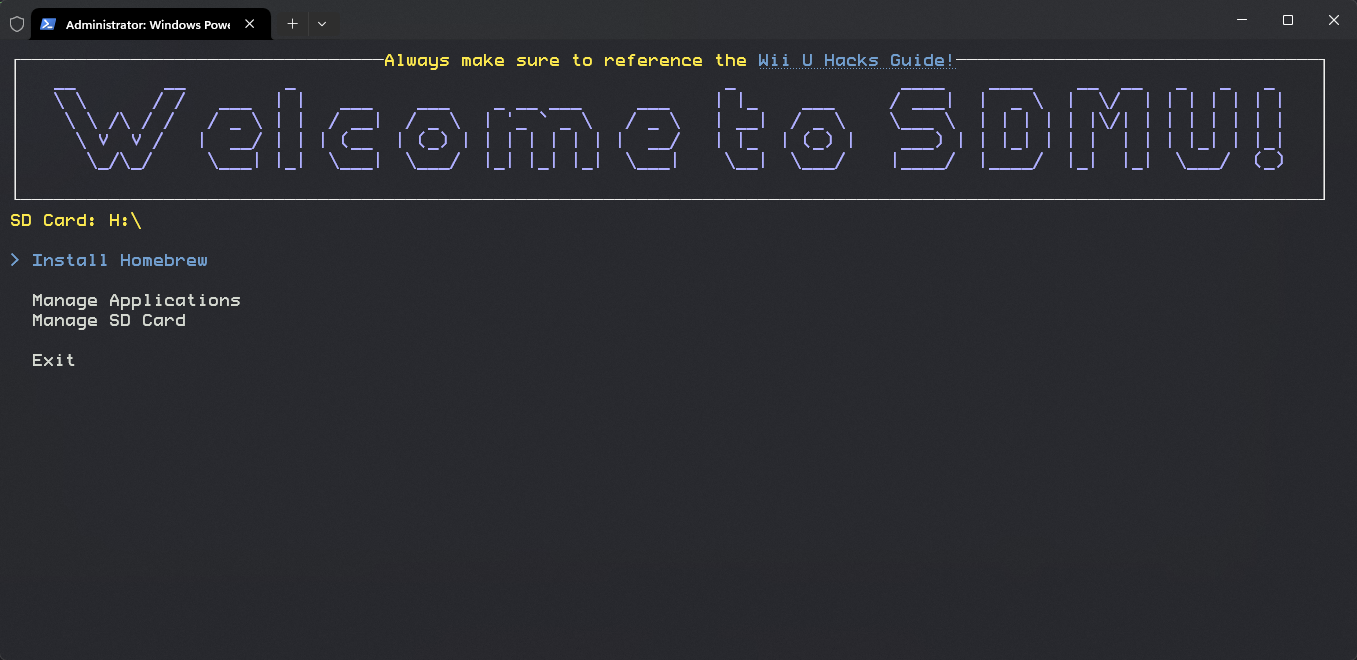 Administrator: Windows Powe
Always make sure to reference the Wii U Hacks Guide!
Welcome to SDMU!
SD Card: H:\
> Install Homebrew
Manage Applications
Manage SD Card
Exit